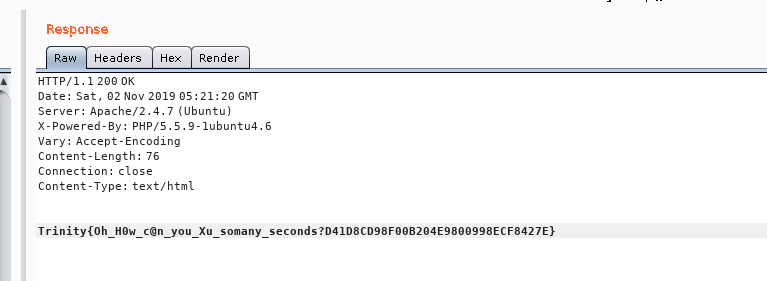 Response
Raw Headers Hex Render
HTTP/1.1 200 OK
Date: Sat, 02 Nov 2019 05:21:20 GMT
Server: Apache/2.4.7 (Ubuntu)
X-Powered-By: PHP/5.5.9-1ubuntu4.6
Vary: Accept-Encoding
Content-Length: 76
Connection: close
Content-Type: text/html
Trinity{Oh_H0w_c@n_you_Xu_somany_seconds?D41D8CD98F00B204E9800998ECF8427E}